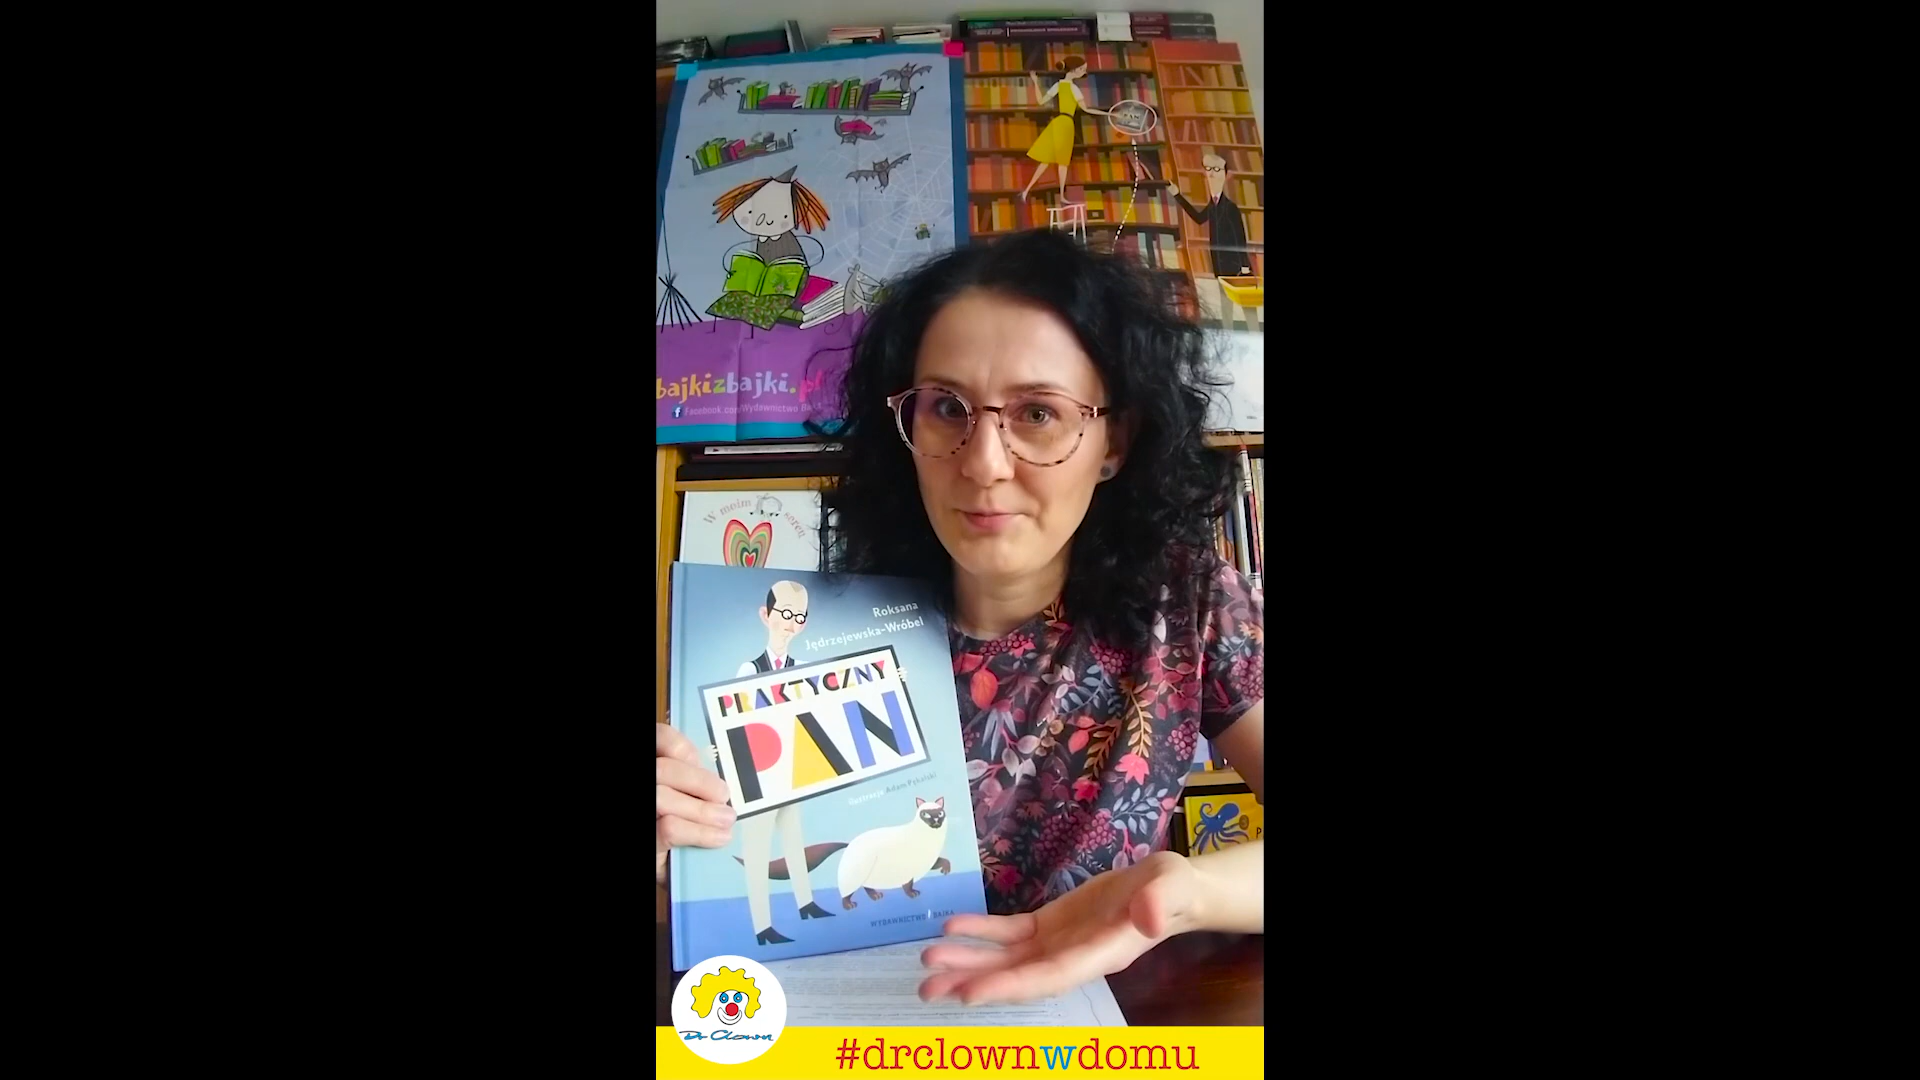 PAN
bajkizbajki.pl
Facebook.com/Wydawnictwo Bajka
W moim sercu
Roksana
Jędrzejewska-Wróbel
PRAKTYCZNY
PAN
ilustracje Adam Pękalski
WYDAWNICTWO BAJKA
Dr Clown
#drclownwdomu